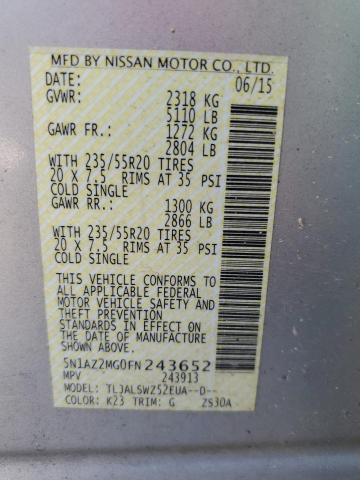 MFD BY NISSAN MOTOR CO., LTD.
DATE: 06/15
GVWR: 2318 KG
5110 LB
GAWR FR.: 1272 KG
2804 LB
WITH 235/55R20 TIRES
20 X 7.5 RIMS AT 35 PSI
COLD SINGLE
GAWR RR.: 1300 KG
2866 LB
WITH 235/55R20 TIRES
20 X 7.5 RIMS AT 35 PSI
COLD SINGLE
THIS VEHICLE CONFORMS TO
ALL APPLICABLE FEDERAL
MOTOR VEHICLE SAFETY AND
THEFT PREVENTION
STANDARDS IN EFFECT ON
THE DATE OF MANUFACTURE
SHOWN ABOVE.
5N1AZ2MG0FN243652
MPV 243913
MODEL: TLJALSWZ52EUA--D--
COLOR: K23 TRIM: G ZS30A